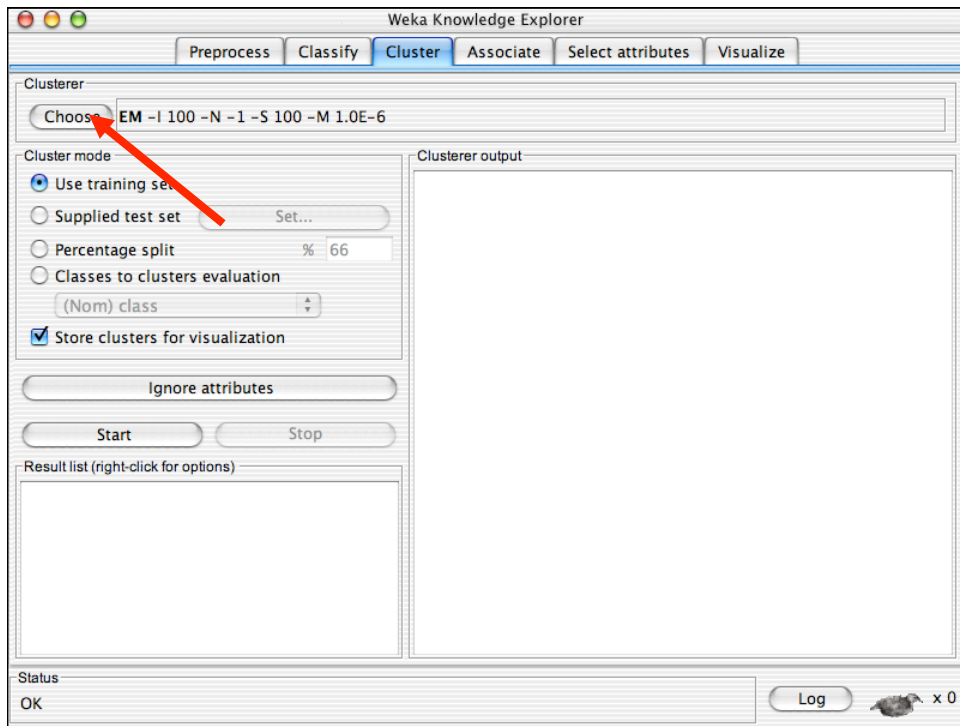 Weka Knowledge Explorer
Preprocess Classify Cluster Associate Select attributes Visualize
Clusterer
Choose EM -I 100 -N -1 -S 100 -M 1.0E-6
Cluster mode
Use training set
Supplied test set Set...
Percentage split % 66
Classes to clusters evaluation
(Nom) class
Store clusters for visualization
Ignore attributes
Start Stop
Result list (right-click for options)
Clusterer output
Status
OK
Log x 0